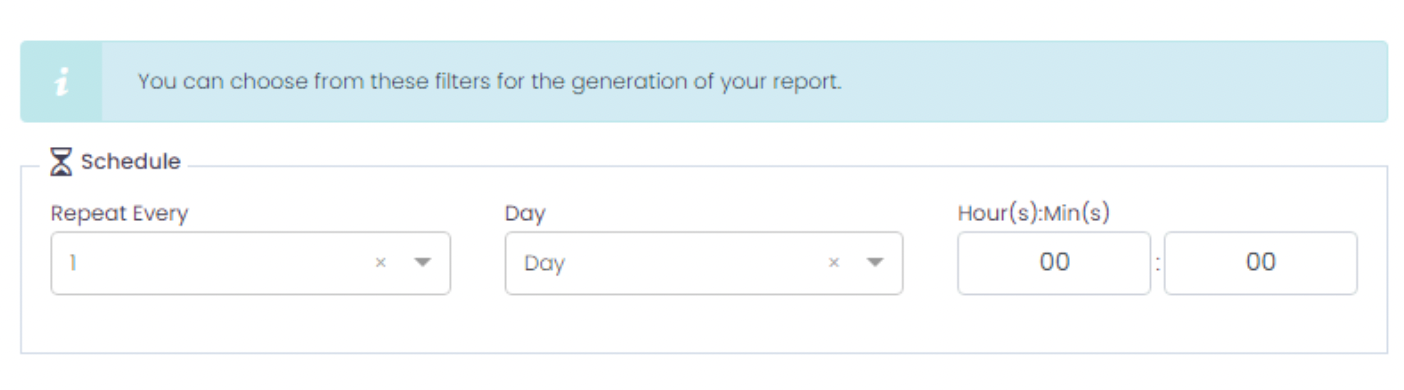 i You can choose from these filters for the generation of your report.
Schedule
Repeat Every Day Hour(s):Min(s)
1 × Day × 00 : 00